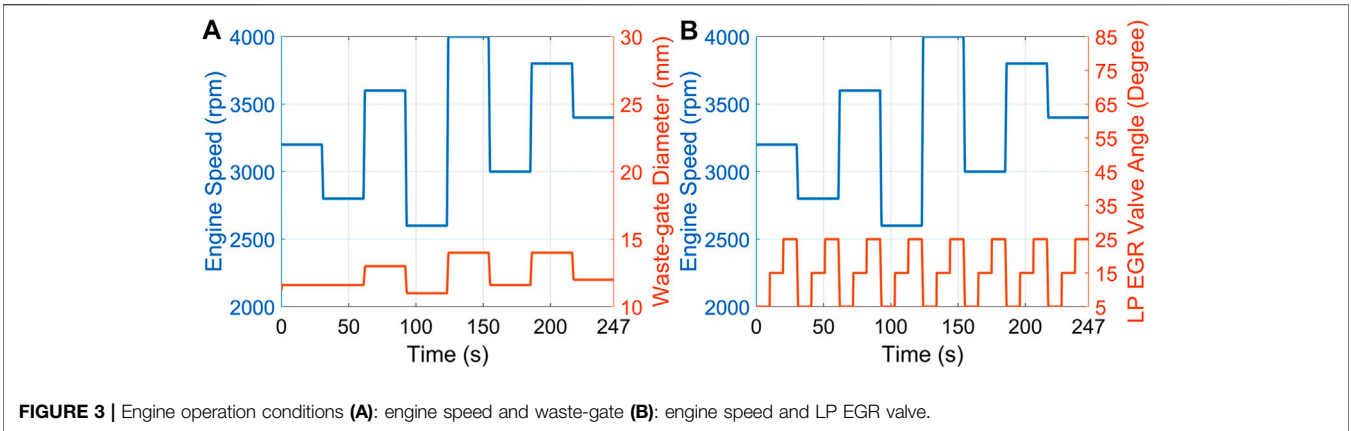 A
4000
3500
3000
2500
2000
Engine Speed (rpm)
0 50 100 150 200 247
Time (s)
30
25
20
15
10
Waste-gate Diameter (mm)
B
4000
3500
3000
2500
2000
Engine Speed (rpm)
0 50 100 150 200 247
Time (s)
85
75
65
55
45
35
25
15
5
LP EGR Valve Angle (Degree)
FIGURE 3 | Engine operation conditions (A): engine speed and waste-gate (B): engine speed and LP EGR valve.